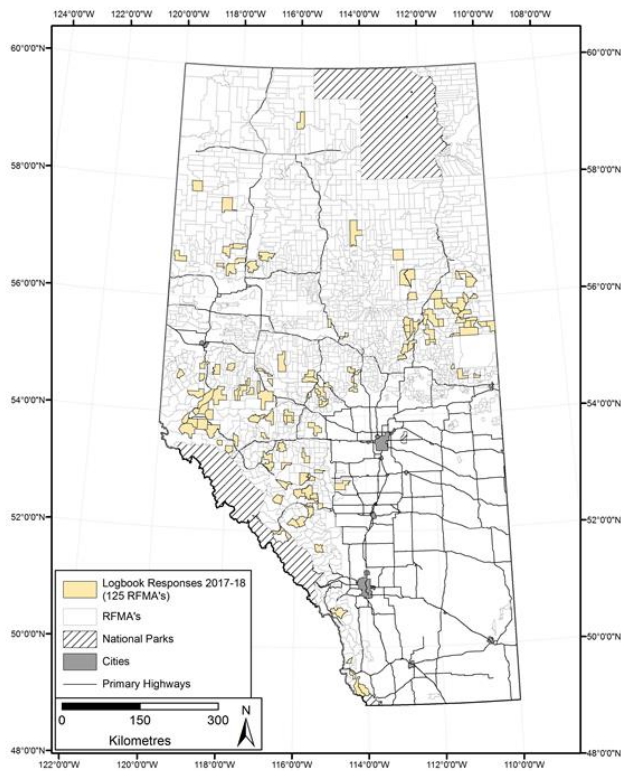 124°0'0"W 122°0'0"W 120°0'0"W 118°0'0"W 116°0'0"W 114°0'0"W 112°0'0"W 110°0'0"W 108°0'0"W
60°0'0"N 60°0'0"N
58°0'0"N 58°0'0"N
56°0'0"N 56°0'0"N
54°0'0"N 54°0'0"N
52°0'0"N 52°0'0"N
50°0'0"N 50°0'0"N
48°0'0"N 48°0'0"N
Logbook Responses 2017-18
(125 RFMA's)
RFMA's
National Parks
Cities
Primary Highways
0 150 300
Kilometres
N
122°0'0"W 120°0'0"W 118°0'0"W 116°0'0"W 114°0'0"W 112°0'0"W 110°0'0"W